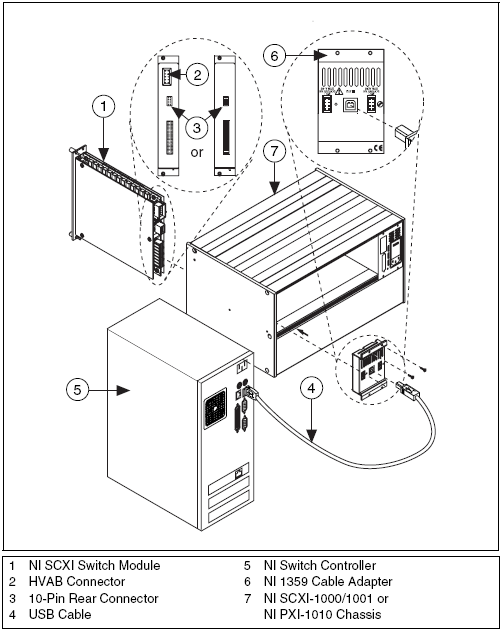 6
2
1
3
or
7
5
4
1 NI SCXI Switch Module
2 HVAB Connector
3 10-Pin Rear Connector
4 USB Cable
5 NI Switch Controller
6 NI 1359 Cable Adapter
7 NI SCXI-1000/1001 or
NI PXI-1010 Chassis